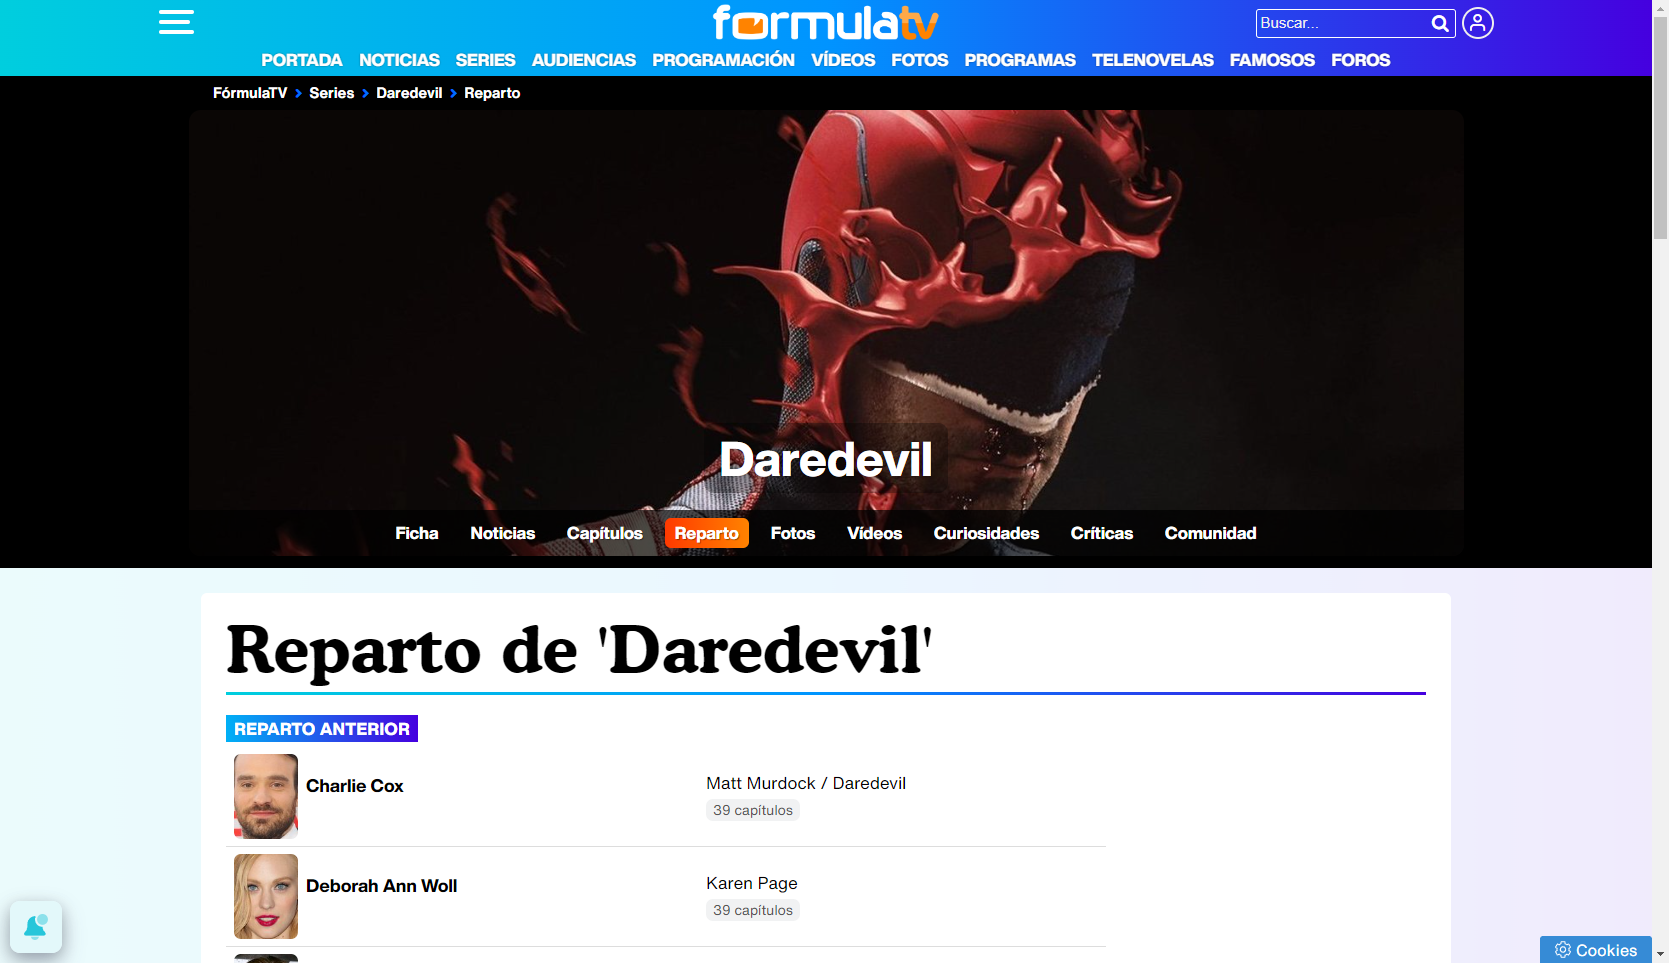 formulatv
Buscar...
PORTADA NOTICIAS SERIES AUDIENCIAS PROGRAMACIÓN VÍDEOS FOTOS PROGRAMAS TELENOVELAS FAMOSOS FOROS
FórmulaTV > Series > Daredevil > Reparto
Daredevil
Ficha Noticias Capítulos Reparto Fotos Vídeos Curiosidades Críticas Comunidad
Reparto de 'Daredevil'
REPARTO ANTERIOR
Charlie Cox
Matt Murdock / Daredevil
39 capítulos
Deborah Ann Woll
Karen Page
39 capítulos
Cookies